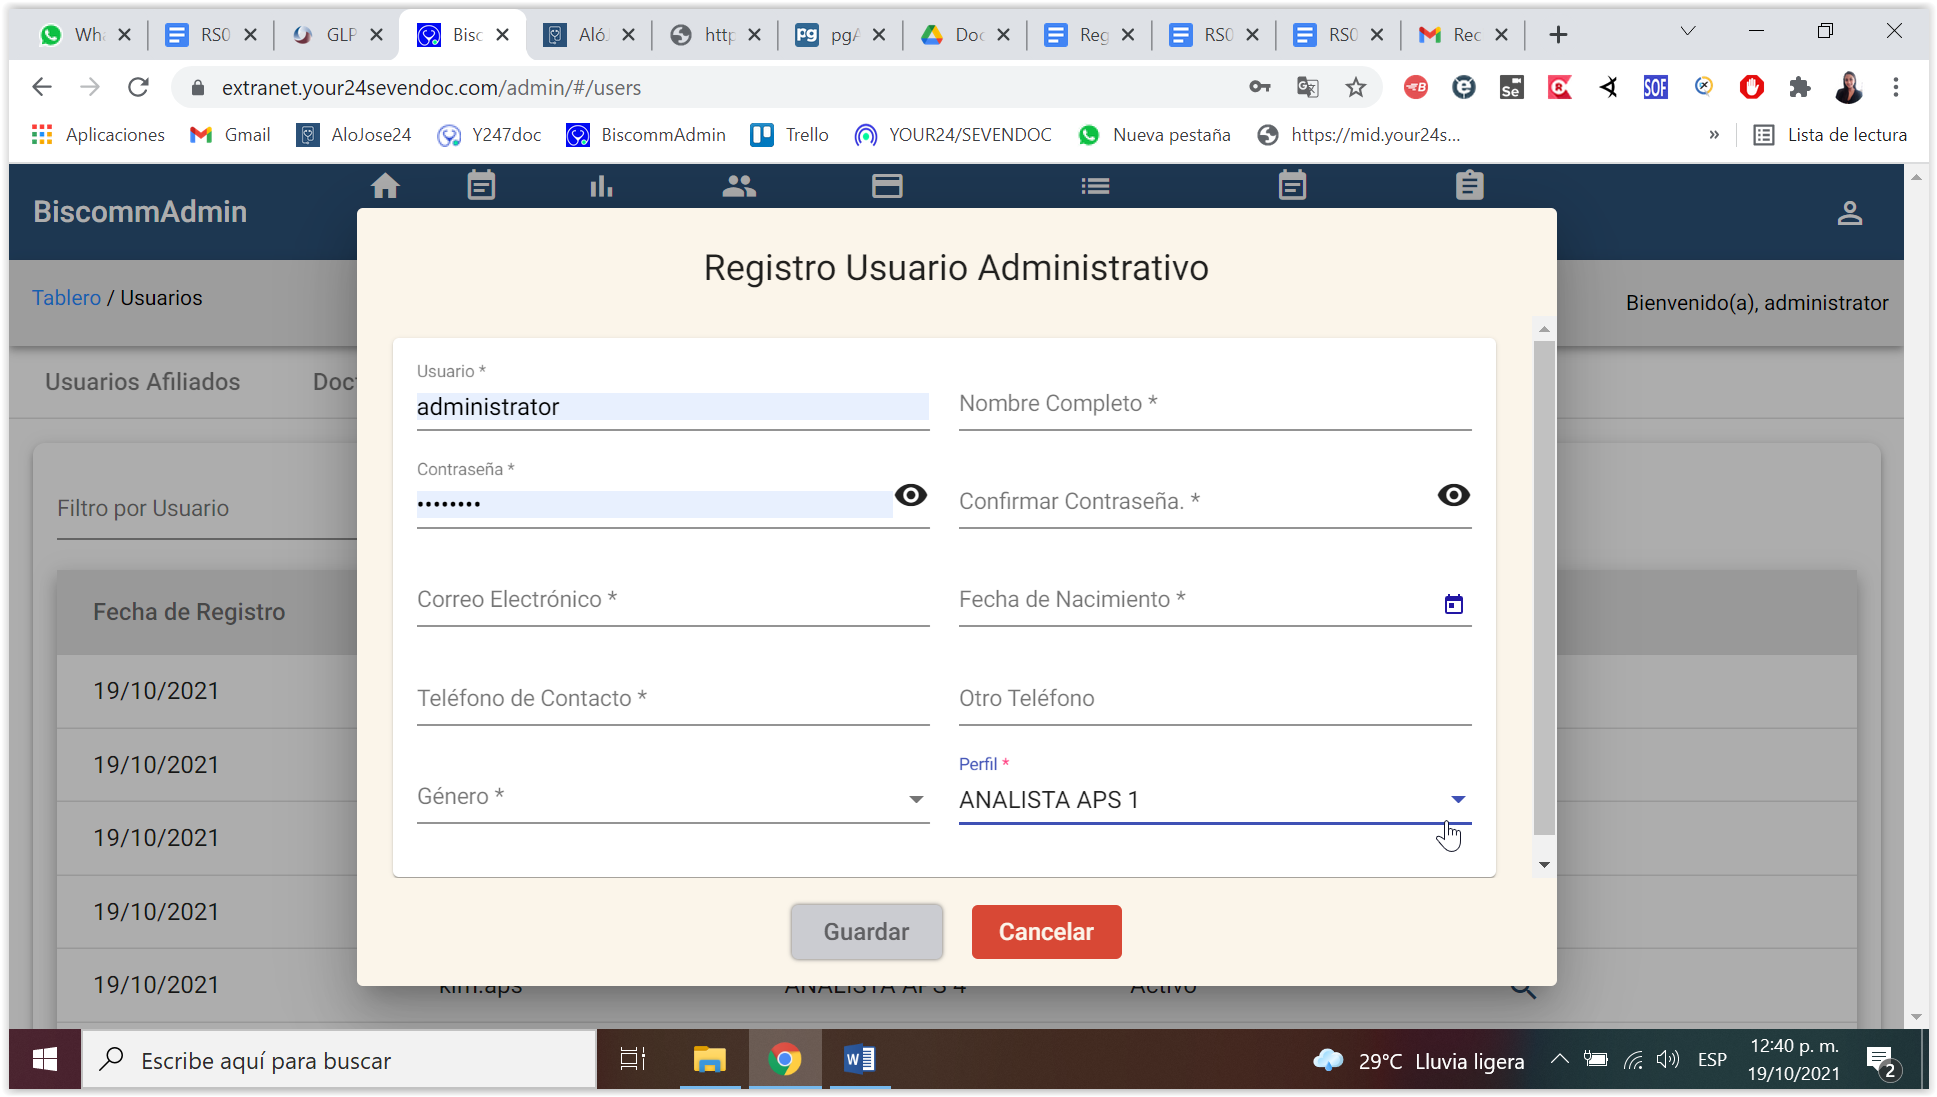 Wha
RS0
GLP
Bisc
AlóJ
http
pgA
Doc
Reg
RS0
RS0
Rec
extranet.your24sevendoc.com/admin/#/users
Aplicaciones
Gmail
AloJose24
Y247doc
BiscommAdmin
Trello
YOUR24/SEVENDOC
Nueva pestaña
https://mid.your24s...
»
Lista de lectura
BiscommAdmin
Tablero / Usuarios
Bienvenido(a), administrator
Usuarios Afiliados
Doct
Filtro por Usuario
Fecha de Registro
19/10/2021
19/10/2021
19/10/2021
19/10/2021
19/10/2021
kim.aps
ANALISTA APS 4
Activo
Registro Usuario Administrativo
Usuario *
administrator
Nombre Completo *
Contraseña *
••••••••
Confirmar Contraseña. *
Correo Electrónico *
Fecha de Nacimiento *
Teléfono de Contacto *
Otro Teléfono
Género *
Perfil *
ANALISTA APS 1
Guardar
Cancelar
Escribe aquí para buscar
29°C Lluvia ligera
ESP
12:40 p. m.
19/10/2021
2